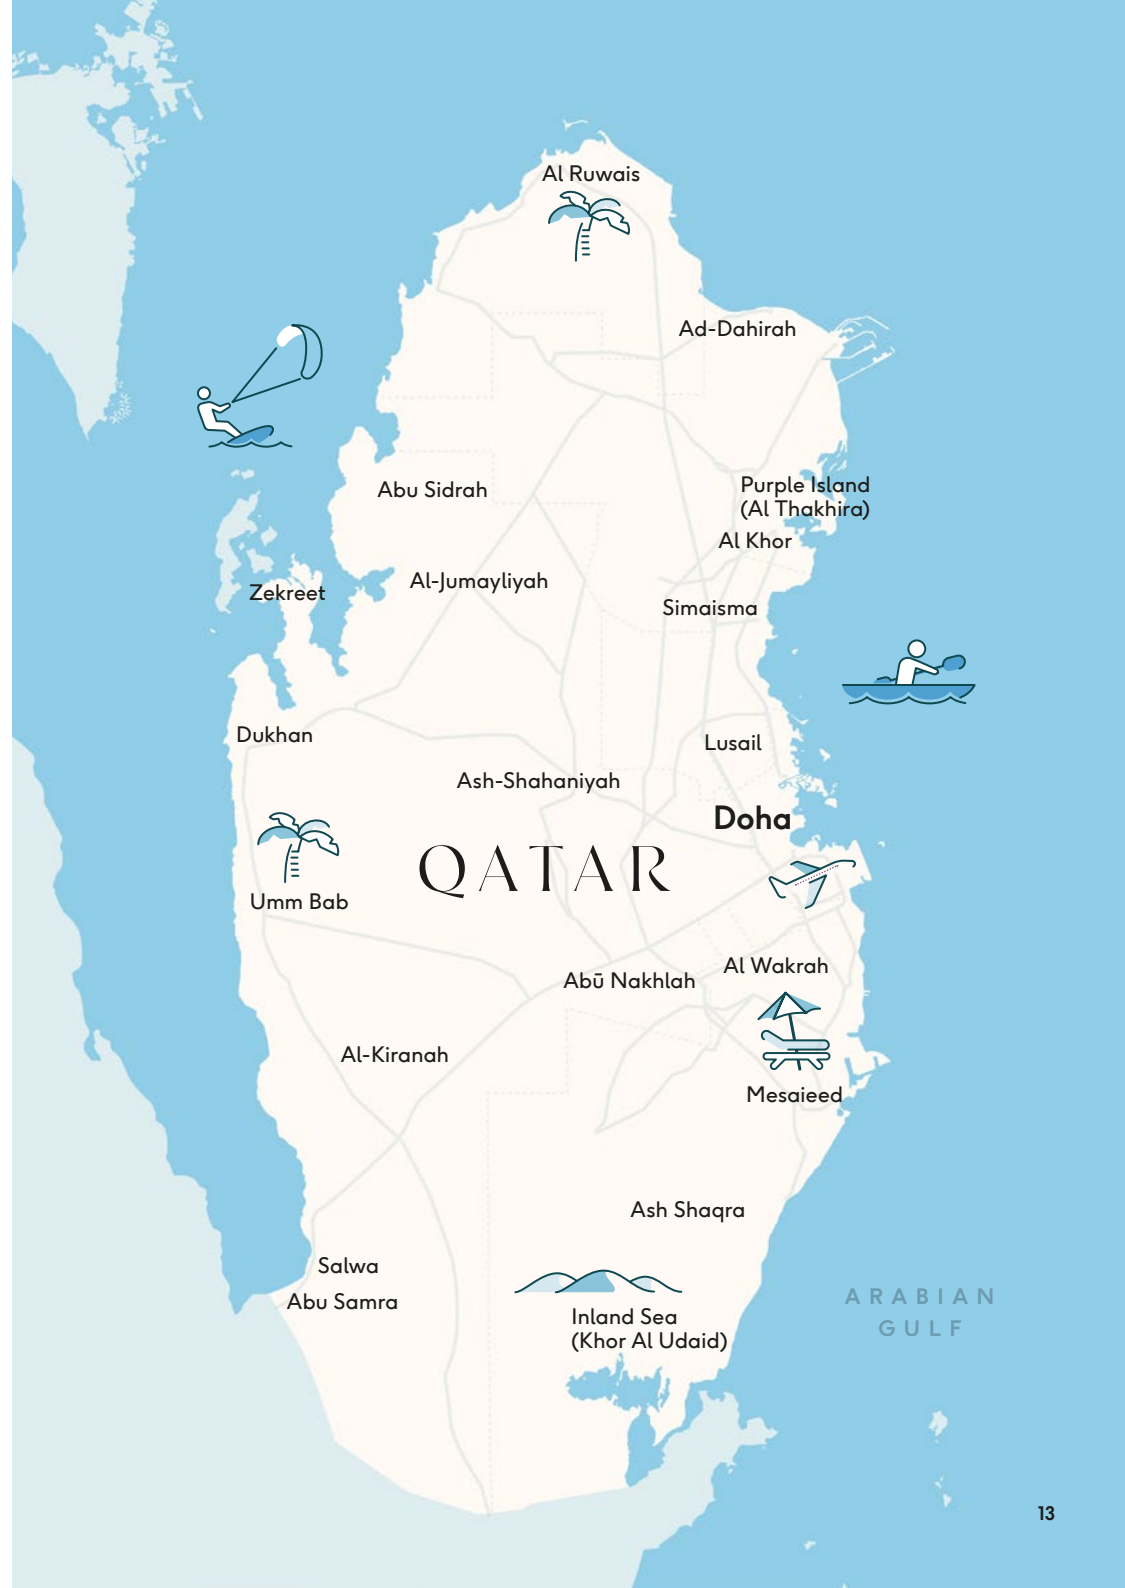 Al Ruwais
Ad-Dahirah
Purple Island
(Al Thakhira)
Abu Sidrah
Al Khor
Al-Jumayliyah
Zekreet
Simaisma
Dukhan
Lusail
Ash-Shahaniyah
Doha
QATAR
Umm Bab
Al Wakrah
Abū Nakhlah
Al-Kiranah
Mesaieed
Ash Shaqra
Salwa
Abu Samra
ARABIAN
GULF
Inland Sea
(Khor Al Udaid)
13